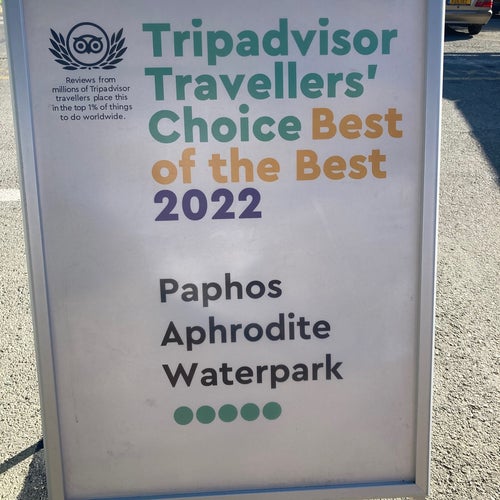 Reviews from
millions of Tripadvisor
travellers place this
in the top 1% of things
to do worldwide.
Tripadvisor
Travellers'
Choice Best
of the Best
2022
Paphos
Aphrodite
Waterpark